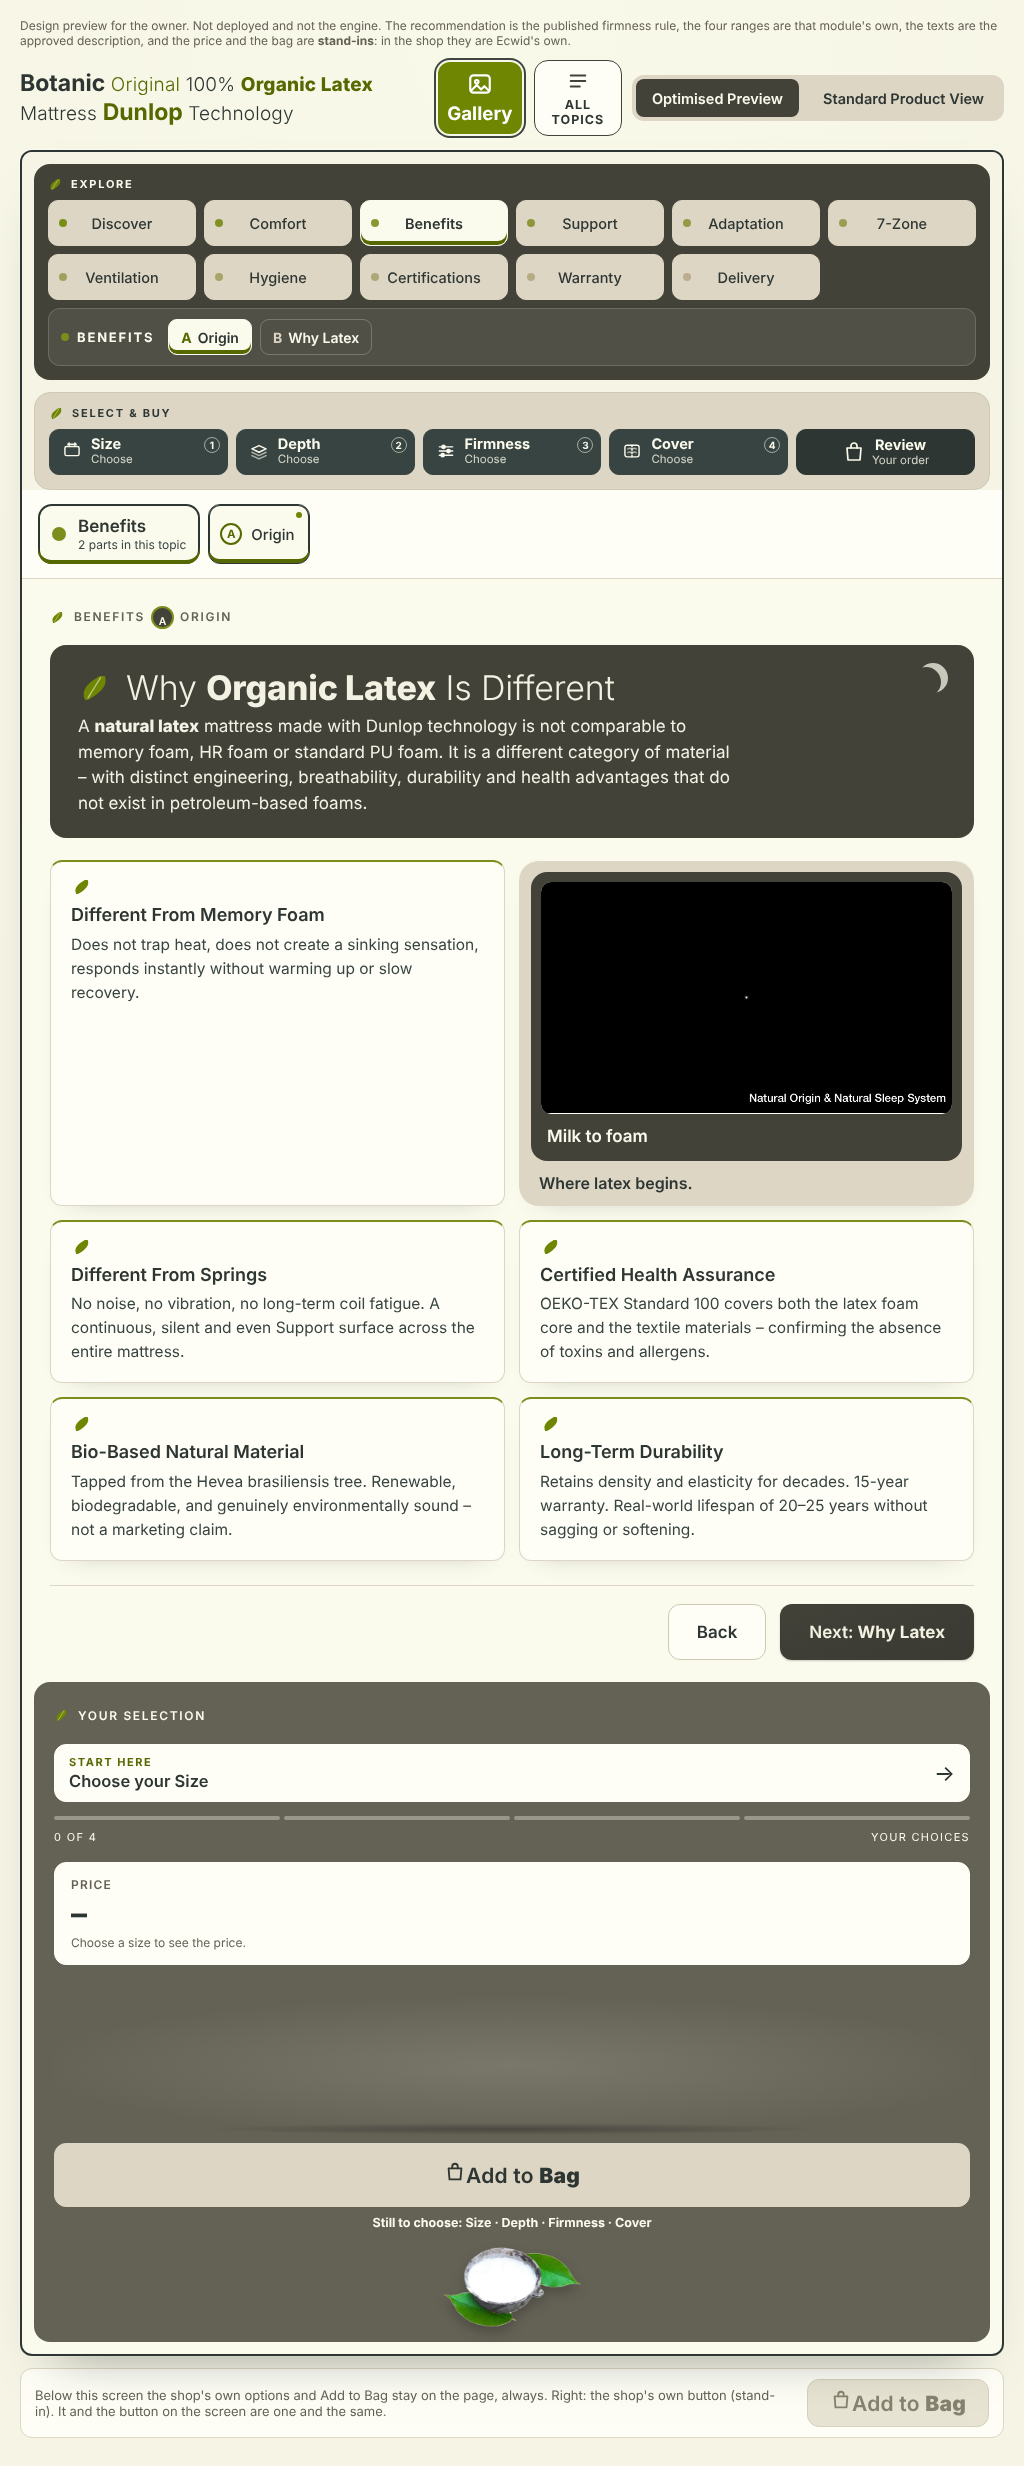 Design preview for the owner. Not deployed and not the engine. The recommendation is the published firmness rule, the four ranges are that module's own, the texts are the
approved description, and the price and the bag are stand-ins: in the shop they are Ecwid's own.
Botanic Original 100% Organic Latex
Mattress Dunlop Technology
Gallery
ALL
TOPICS
Optimised Preview
Standard Product View
EXPLORE
Discover
Comfort
Benefits
Support
Adaptation
7-Zone
Ventilation
Hygiene
Certifications
Warranty
Delivery
BENEFITS
A Origin
B Why Latex
SELECT & BUY
Size
Choose
1
Depth
Choose
2
Firmness
Choose
3
Cover
Choose
4
Review
Your order
Benefits
2 parts in this topic
A Origin
BENEFITS A ORIGIN
Why Organic Latex Is Different
A natural latex mattress made with Dunlop technology is not comparable to
memory foam, HR foam or standard PU foam. It is a different category of material
– with distinct engineering, breathability, durability and health advantages that do
not exist in petroleum-based foams.
Different From Memory Foam
Does not trap heat, does not create a sinking sensation,
responds instantly without warming up or slow
recovery.
Natural Origin & Natural Sleep System
Milk to foam
Where latex begins.
Different From Springs
No noise, no vibration, no long-term coil fatigue. A
continuous, silent and even Support surface across the
entire mattress.
Certified Health Assurance
OEKO-TEX Standard 100 covers both the latex foam
core and the textile materials – confirming the absence
of toxins and allergens.
Bio-Based Natural Material
Tapped from the Hevea brasiliensis tree. Renewable,
biodegradable, and genuinely environmentally sound –
not a marketing claim.
Long-Term Durability
Retains density and elasticity for decades. 15-year
warranty. Real-world lifespan of 20–25 years without
sagging or softening.
Back
Next: Why Latex
YOUR SELECTION
START HERE
Choose your Size
0 OF 4
YOUR CHOICES
PRICE
–
Choose a size to see the price.
Add to Bag
Still to choose: Size · Depth · Firmness · Cover
Below this screen the shop's own options and Add to Bag stay on the page, always. Right: the shop's own button (stand-
in). It and the button on the screen are one and the same.
Add to Bag